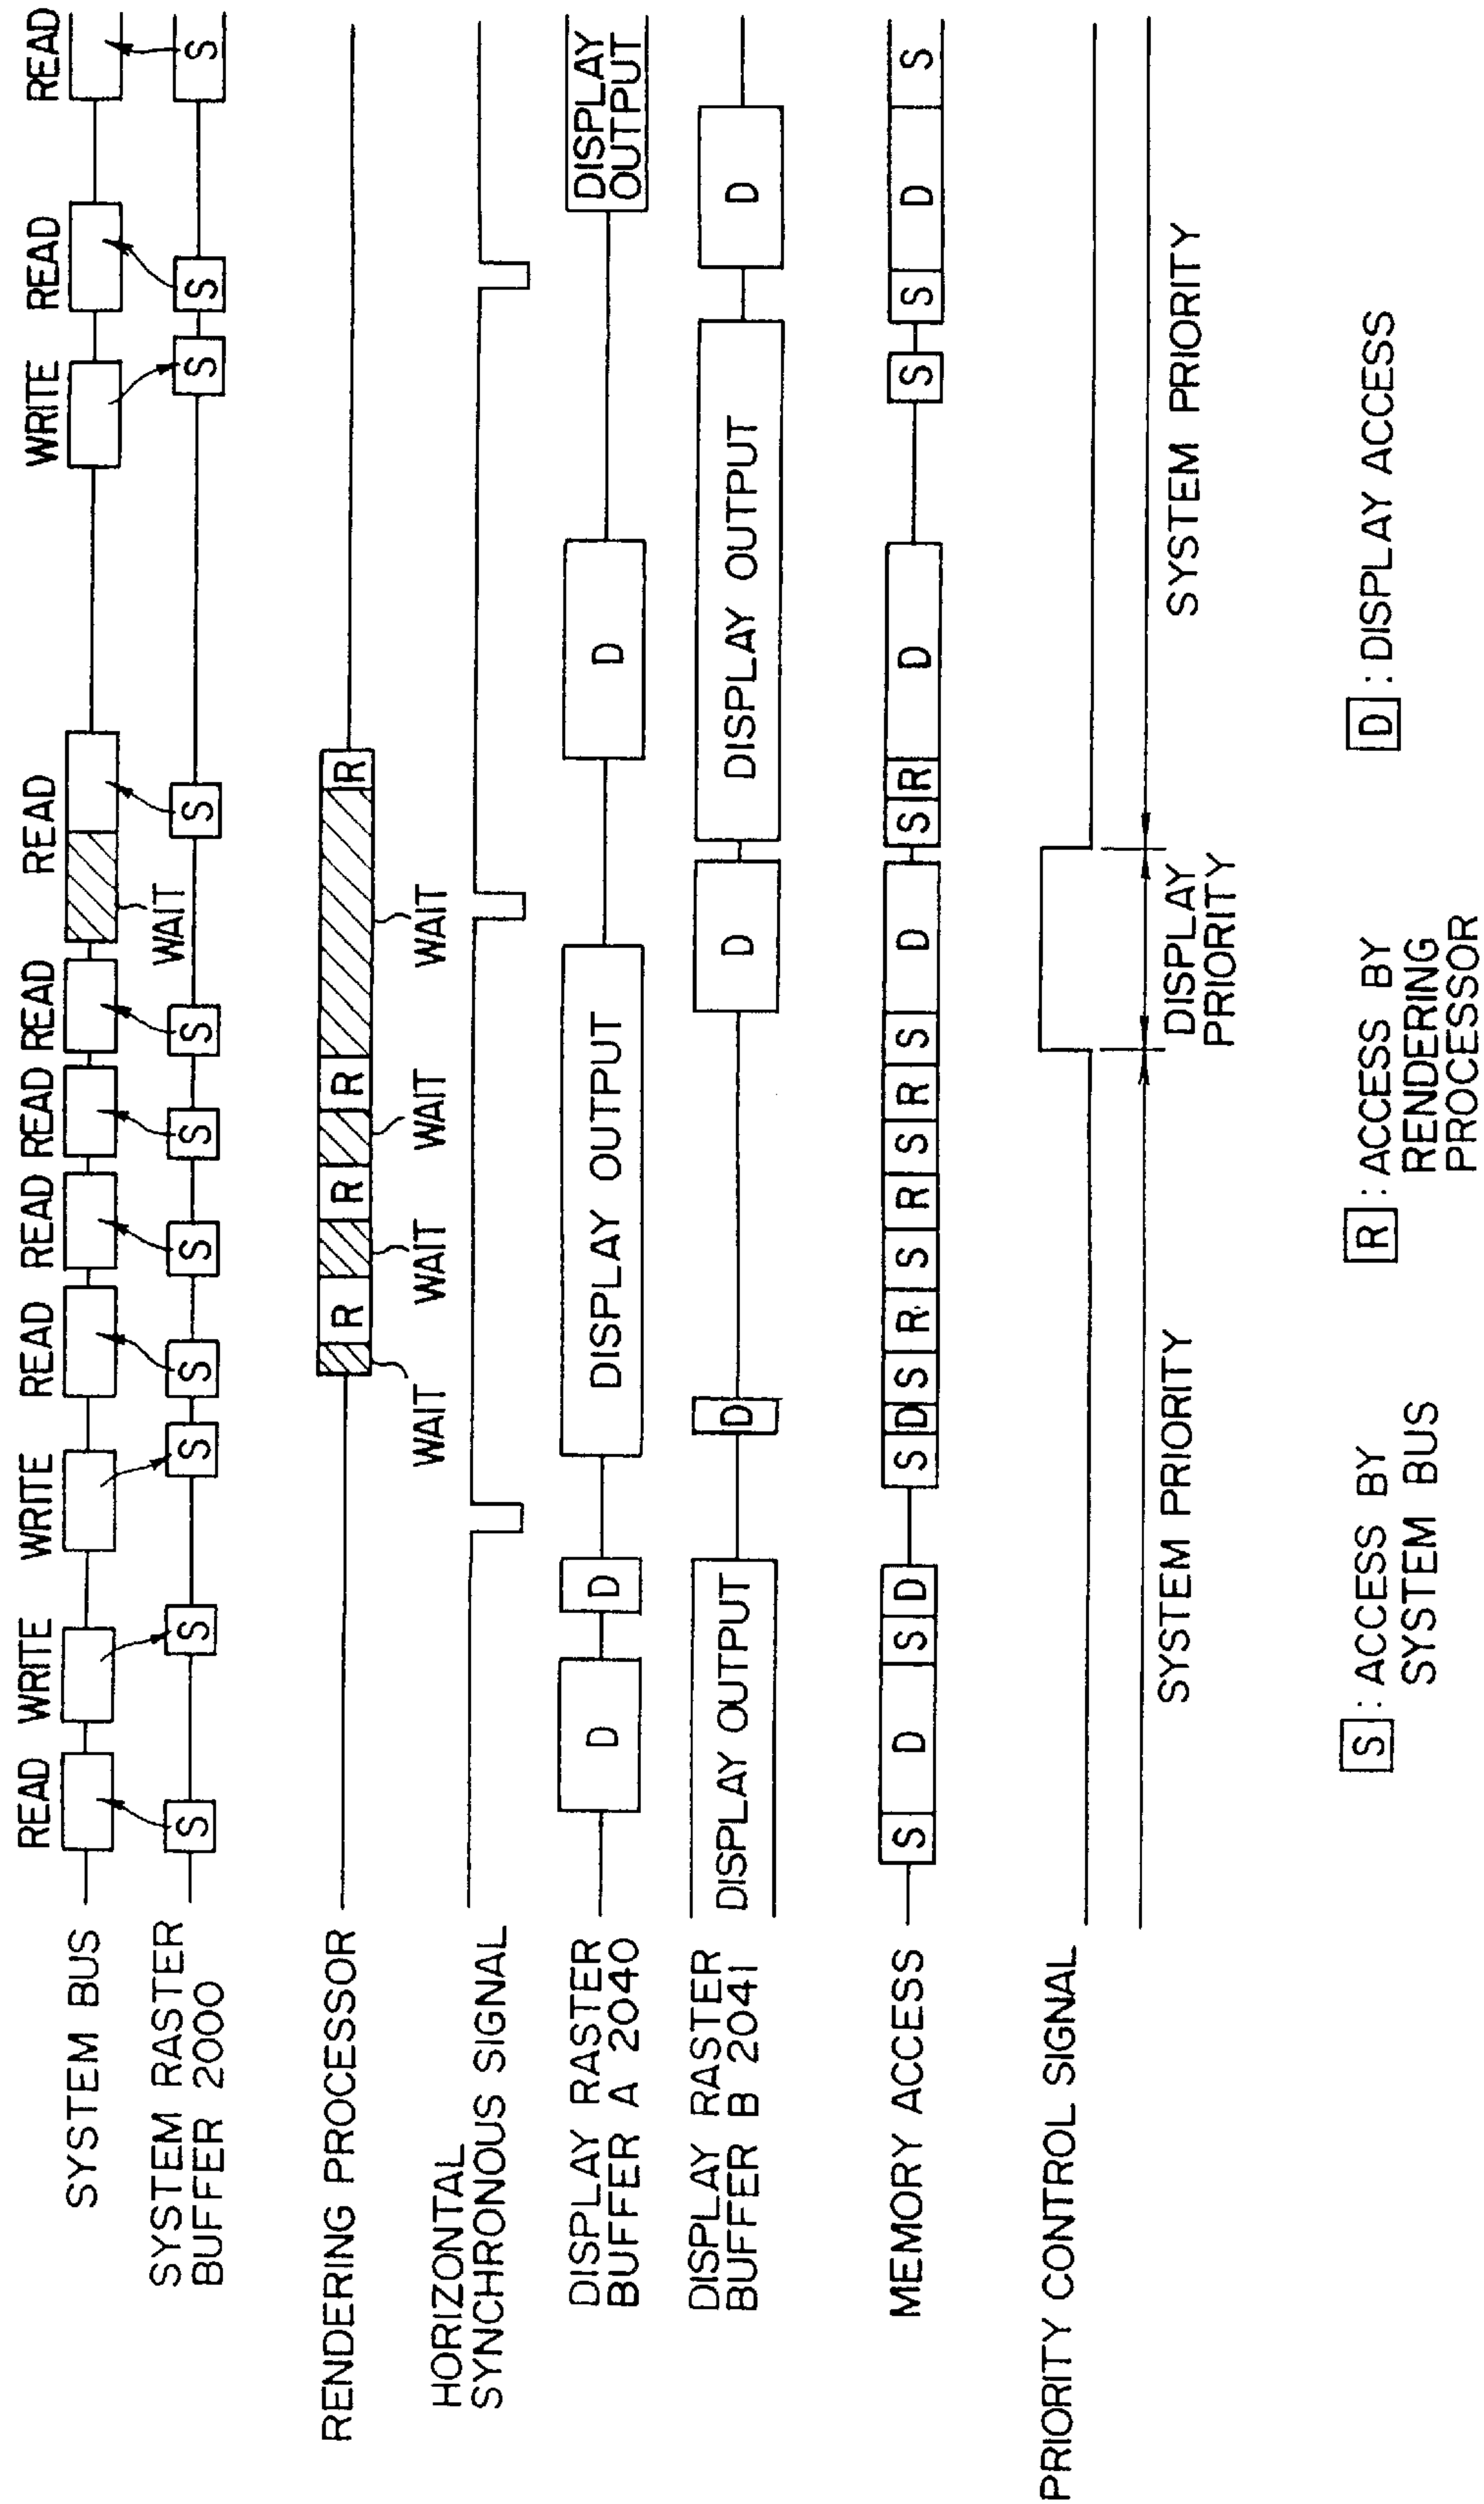 READ WRITE WRITE READ READ READ READ READ WRITE READ READ
SYSTEM BUS
WAIT
SYSTEM RASTER
BUFFER 2000
S S S S S S S S S S S
RENDERING PROCESSOR
R R R R
WAIT WAIT WAIT WAIT
HORIZONTAL
SYNCHRONOUS SIGNAL
DISPLAY RASTER
BUFFER A 2040
D D DISPLAY OUTPUT D DISPLAY
OUTPUT
DISPLAY RASTER
BUFFER B 2041
DISPLAY OUTPUT D D DISPLAY OUTPUT D
MEMORY ACCESS
S D S D S D S R S R S R S D S R D S S D S
PRIORITY CONTROL SIGNAL
SYSTEM PRIORITY
DISPLAY
PRIORITY
SYSTEM PRIORITY
S : ACCESS BY
SYSTEM BUS
R : ACCESS BY
RENDERING
PROCESSOR
D : DISPLAY ACCESS